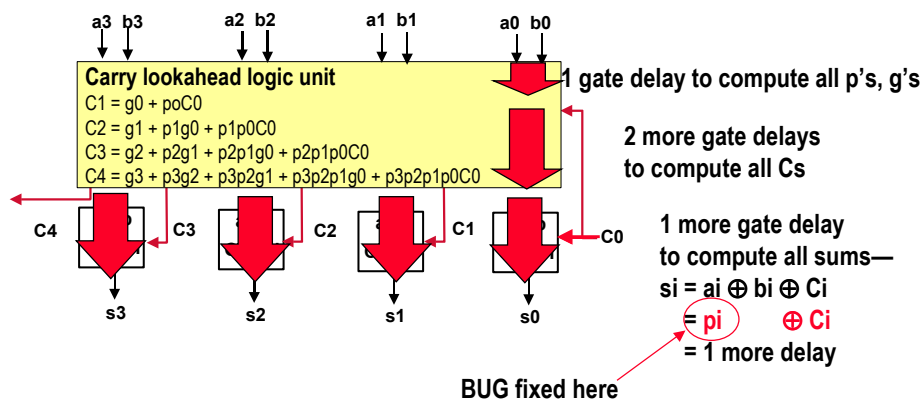 a3 b3
a2 b2
a1 b1
a0 b0
Carry lookahead logic unit
C1 = g0 + poC0
C2 = g1 + p1g0 + p1p0C0
C3 = g2 + p2g1 + p2p1g0 + p2p1p0C0
C4 = g3 + p3g2 + p3p2g1 + p3p2p1g0 + p3p2p1p0C0
1 gate delay to compute all p's, g's
2 more gate delays
to compute all Cs
C4
C3
C2
C1
C0
s3
s2
s1
s0
1 more gate delay
to compute all sums—
si = ai ⊕ bi ⊕ Ci
= pi ⊕ Ci
= 1 more delay
BUG fixed here